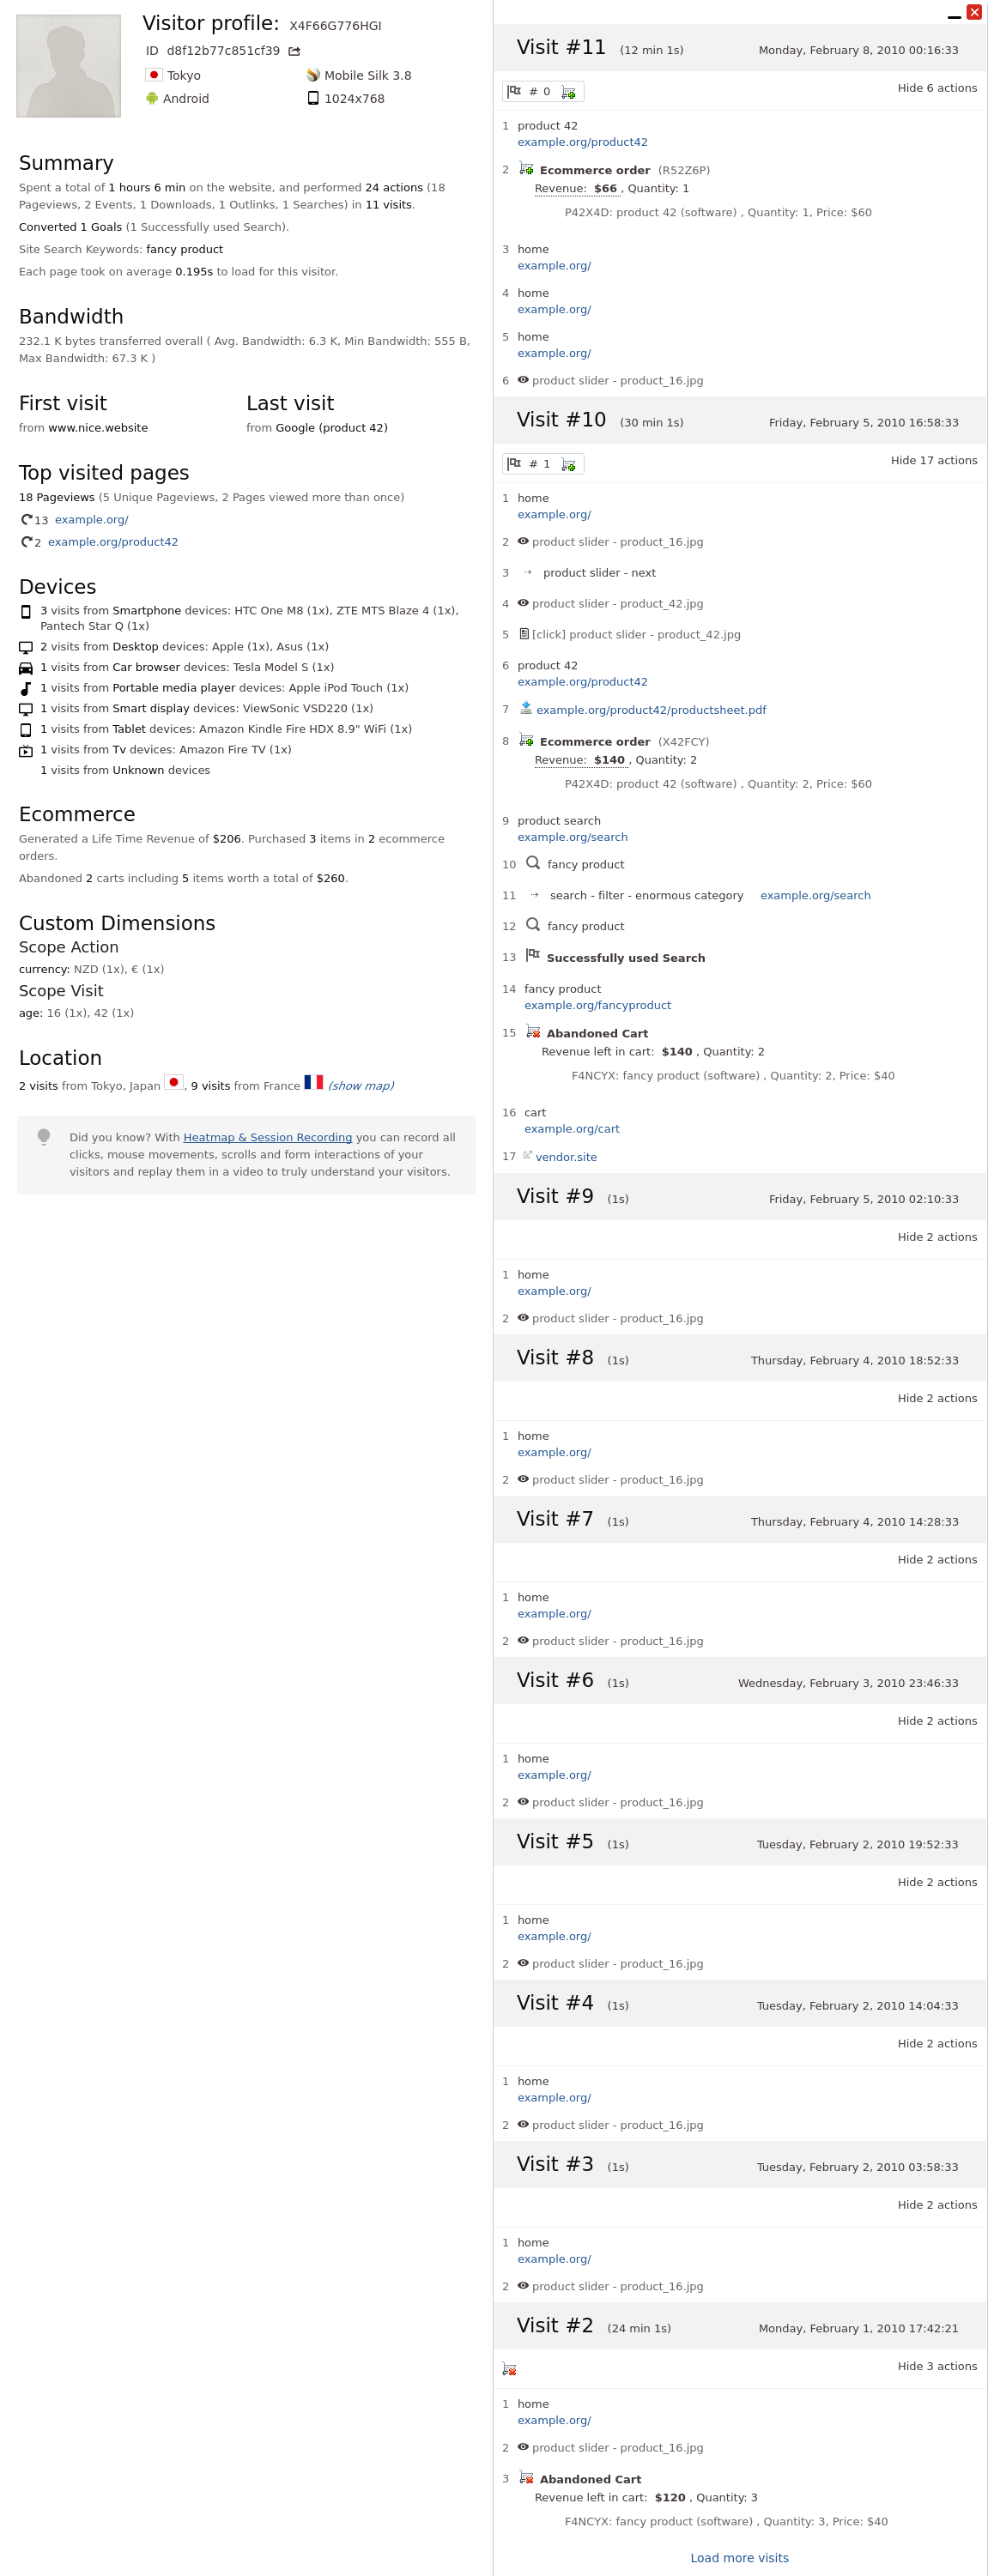 Visitor profile: X4F66G776HGI
ID d8f12b77c851cf39
Tokyo
Mobile Silk 3.8
Android
1024x768
Summary
Spent a total of 1 hours 6 min on the website, and performed 24 actions (18
Pageviews, 2 Events, 1 Downloads, 1 Outlinks, 1 Searches) in 11 visits.
Converted 1 Goals (1 Successfully used Search).
Site Search Keywords: fancy product
Each page took on average 0.195s to load for this visitor.
Bandwidth
232.1 K bytes transferred overall ( Avg. Bandwidth: 6.3 K, Min Bandwidth: 555 B,
Max Bandwidth: 67.3 K )
First visit
from www.nice.website
Last visit
from Google (product 42)
Top visited pages
18 Pageviews (5 Unique Pageviews, 2 Pages viewed more than once)
13 example.org/
2 example.org/product42
Devices
3 visits from Smartphone devices: HTC One M8 (1x), ZTE MTS Blaze 4 (1x),
Pantech Star Q (1x)
2 visits from Desktop devices: Apple (1x), Asus (1x)
1 visits from Car browser devices: Tesla Model S (1x)
1 visits from Portable media player devices: Apple iPod Touch (1x)
1 visits from Smart display devices: ViewSonic VSD220 (1x)
1 visits from Tablet devices: Amazon Kindle Fire HDX 8.9" WiFi (1x)
1 visits from Tv devices: Amazon Fire TV (1x)
1 visits from Unknown devices
Ecommerce
Generated a Life Time Revenue of $206. Purchased 3 items in 2 ecommerce
orders.
Abandoned 2 carts including 5 items worth a total of $260.
Custom Dimensions
Scope Action
currency: NZD (1x), € (1x)
Scope Visit
age: 16 (1x), 42 (1x)
Location
2 visits from Tokyo, Japan , 9 visits from France (show map)
Did you know? With Heatmap & Session Recording you can record all
clicks, mouse movements, scrolls and form interactions of your
visitors and replay them in a video to truly understand your visitors.
Visit #11 (12 min 1s) Monday, February 8, 2010 00:16:33
# 0
Hide 6 actions
1 product 42
example.org/product42
2 Ecommerce order (R52Z6P)
Revenue: $66 , Quantity: 1
P42X4D: product 42 (software) , Quantity: 1, Price: $60
3 home
example.org/
4 home
example.org/
5 home
example.org/
6 product slider - product_16.jpg
Visit #10 (30 min 1s) Friday, February 5, 2010 16:58:33
# 1
Hide 17 actions
1 home
example.org/
2 product slider - product_16.jpg
3 product slider - next
4 product slider - product_42.jpg
5 [click] product slider - product_42.jpg
6 product 42
example.org/product42
7 example.org/product42/productsheet.pdf
8 Ecommerce order (X42FCY)
Revenue: $140 , Quantity: 2
P42X4D: product 42 (software) , Quantity: 2, Price: $60
9 product search
example.org/search
10 fancy product
11 search - filter - enormous category example.org/search
12 fancy product
13 Successfully used Search
14 fancy product
example.org/fancyproduct
15 Abandoned Cart
Revenue left in cart: $140 , Quantity: 2
F4NCYX: fancy product (software) , Quantity: 2, Price: $40
16 cart
example.org/cart
17 vendor.site
Visit #9 (1s) Friday, February 5, 2010 02:10:33
Hide 2 actions
1 home
example.org/
2 product slider - product_16.jpg
Visit #8 (1s) Thursday, February 4, 2010 18:52:33
Hide 2 actions
1 home
example.org/
2 product slider - product_16.jpg
Visit #7 (1s) Thursday, February 4, 2010 14:28:33
Hide 2 actions
1 home
example.org/
2 product slider - product_16.jpg
Visit #6 (1s) Wednesday, February 3, 2010 23:46:33
Hide 2 actions
1 home
example.org/
2 product slider - product_16.jpg
Visit #5 (1s) Tuesday, February 2, 2010 19:52:33
Hide 2 actions
1 home
example.org/
2 product slider - product_16.jpg
Visit #4 (1s) Tuesday, February 2, 2010 14:04:33
Hide 2 actions
1 home
example.org/
2 product slider - product_16.jpg
Visit #3 (1s) Tuesday, February 2, 2010 03:58:33
Hide 2 actions
1 home
example.org/
2 product slider - product_16.jpg
Visit #2 (24 min 1s) Monday, February 1, 2010 17:42:21
Hide 3 actions
1 home
example.org/
2 product slider - product_16.jpg
3 Abandoned Cart
Revenue left in cart: $120 , Quantity: 3
F4NCYX: fancy product (software) , Quantity: 3, Price: $40
Load more visits